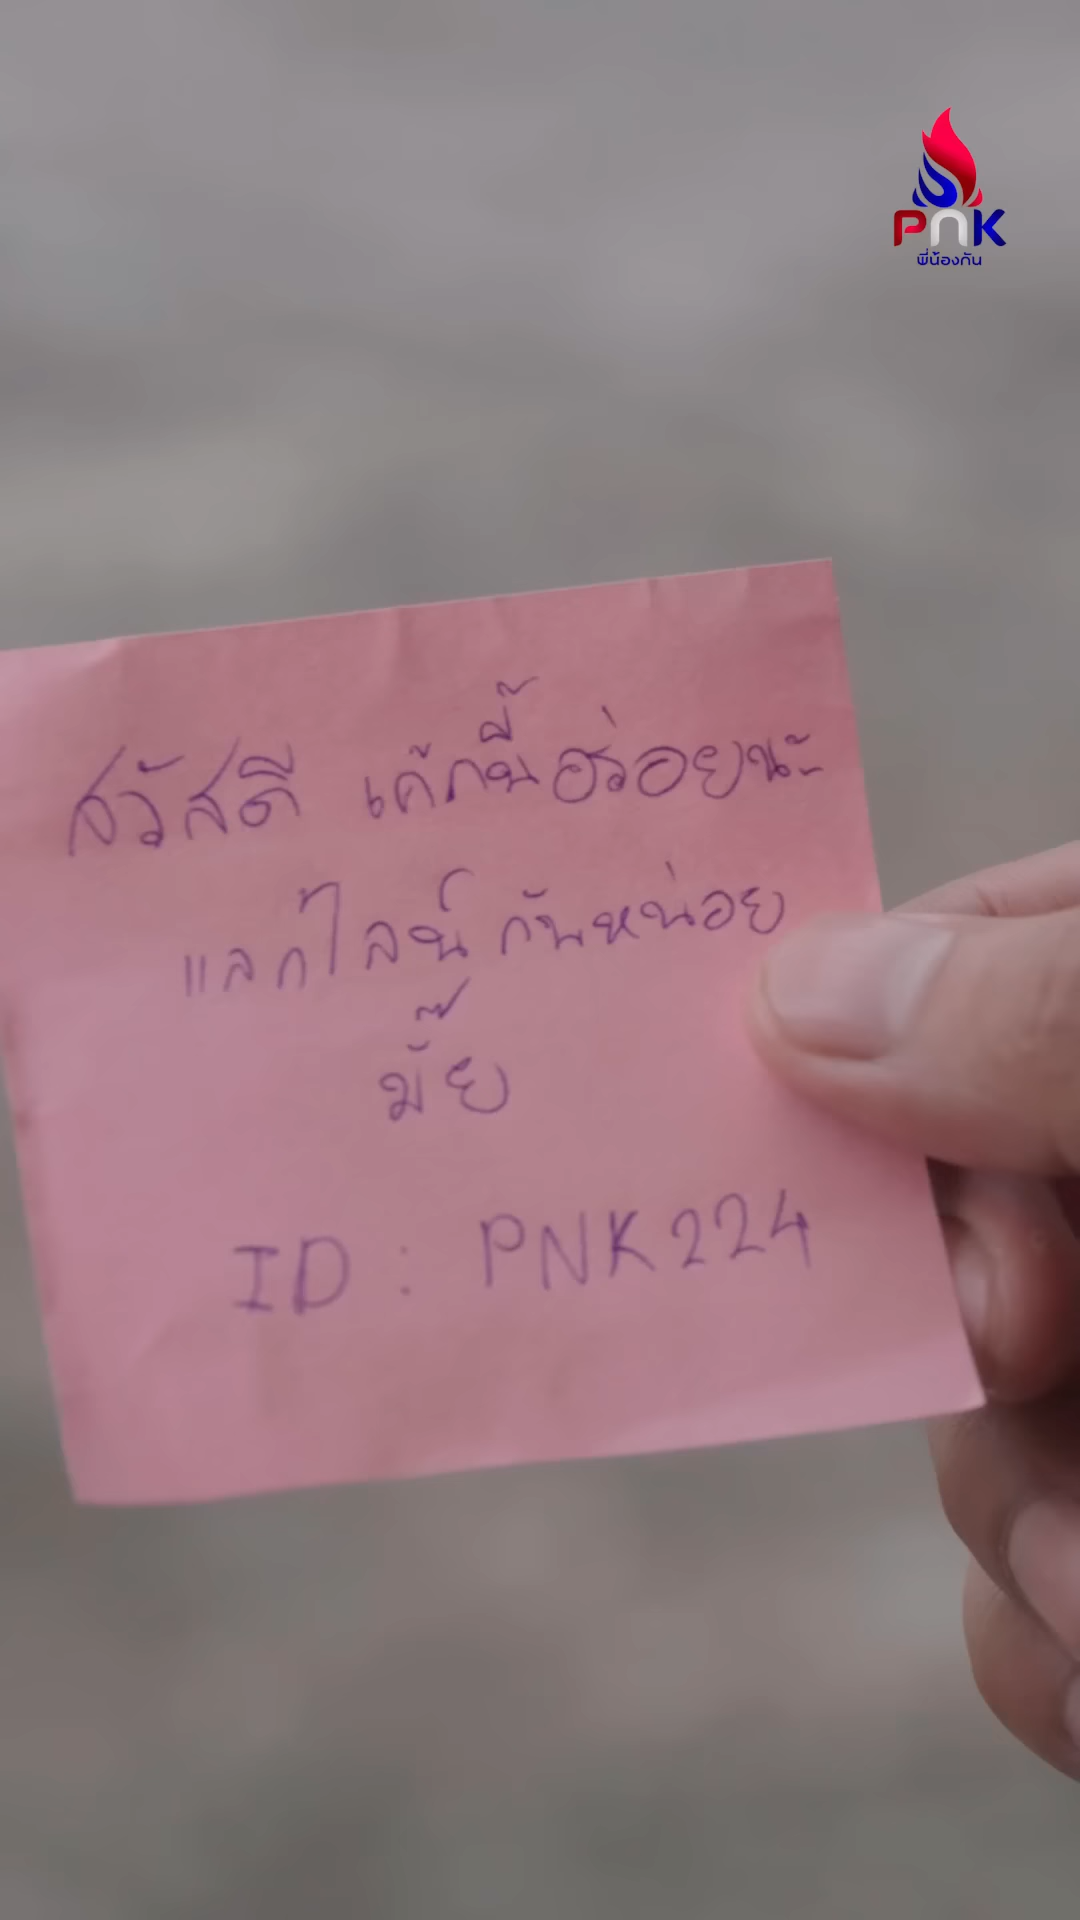 PnK
พี่น้องกัน
สวัสดี เค้กนี้อร่อยนะ
แลกไลน์กันหน่อย
มั๊ย
ID : PNK224